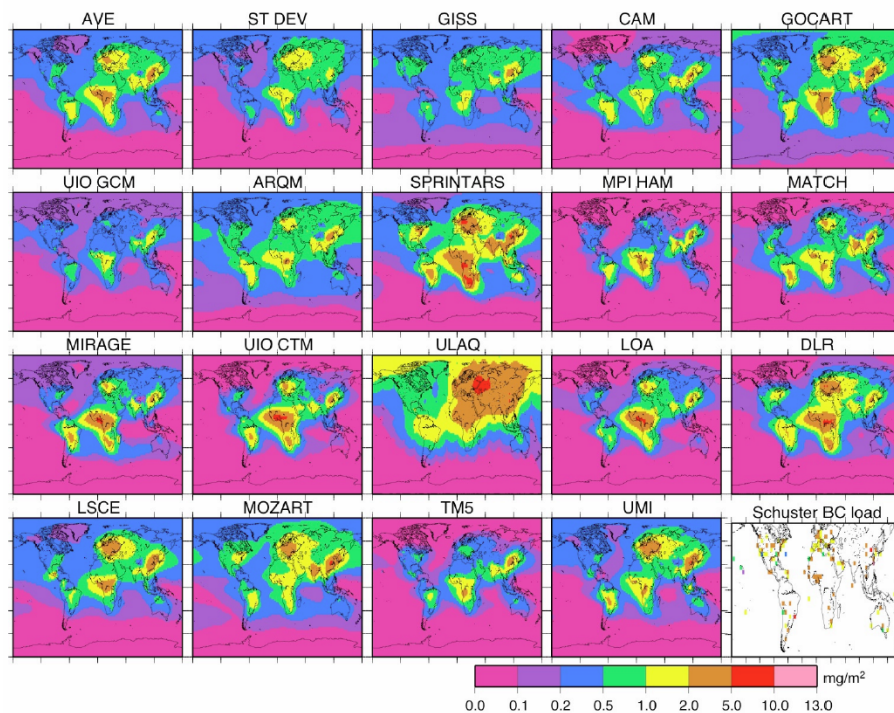 AVE ST DEV GISS CAM GOCART
UIO GCM ARQM SPRINTARS MPI HAM MATCH
MIRAGE UIO CTM ULAQ LOA DLR
LSCE MOZART TM5 UMI Schuster BC load
mg/m²
0.0 0.1 0.2 0.5 1.0 2.0 5.0 10.0 13.0